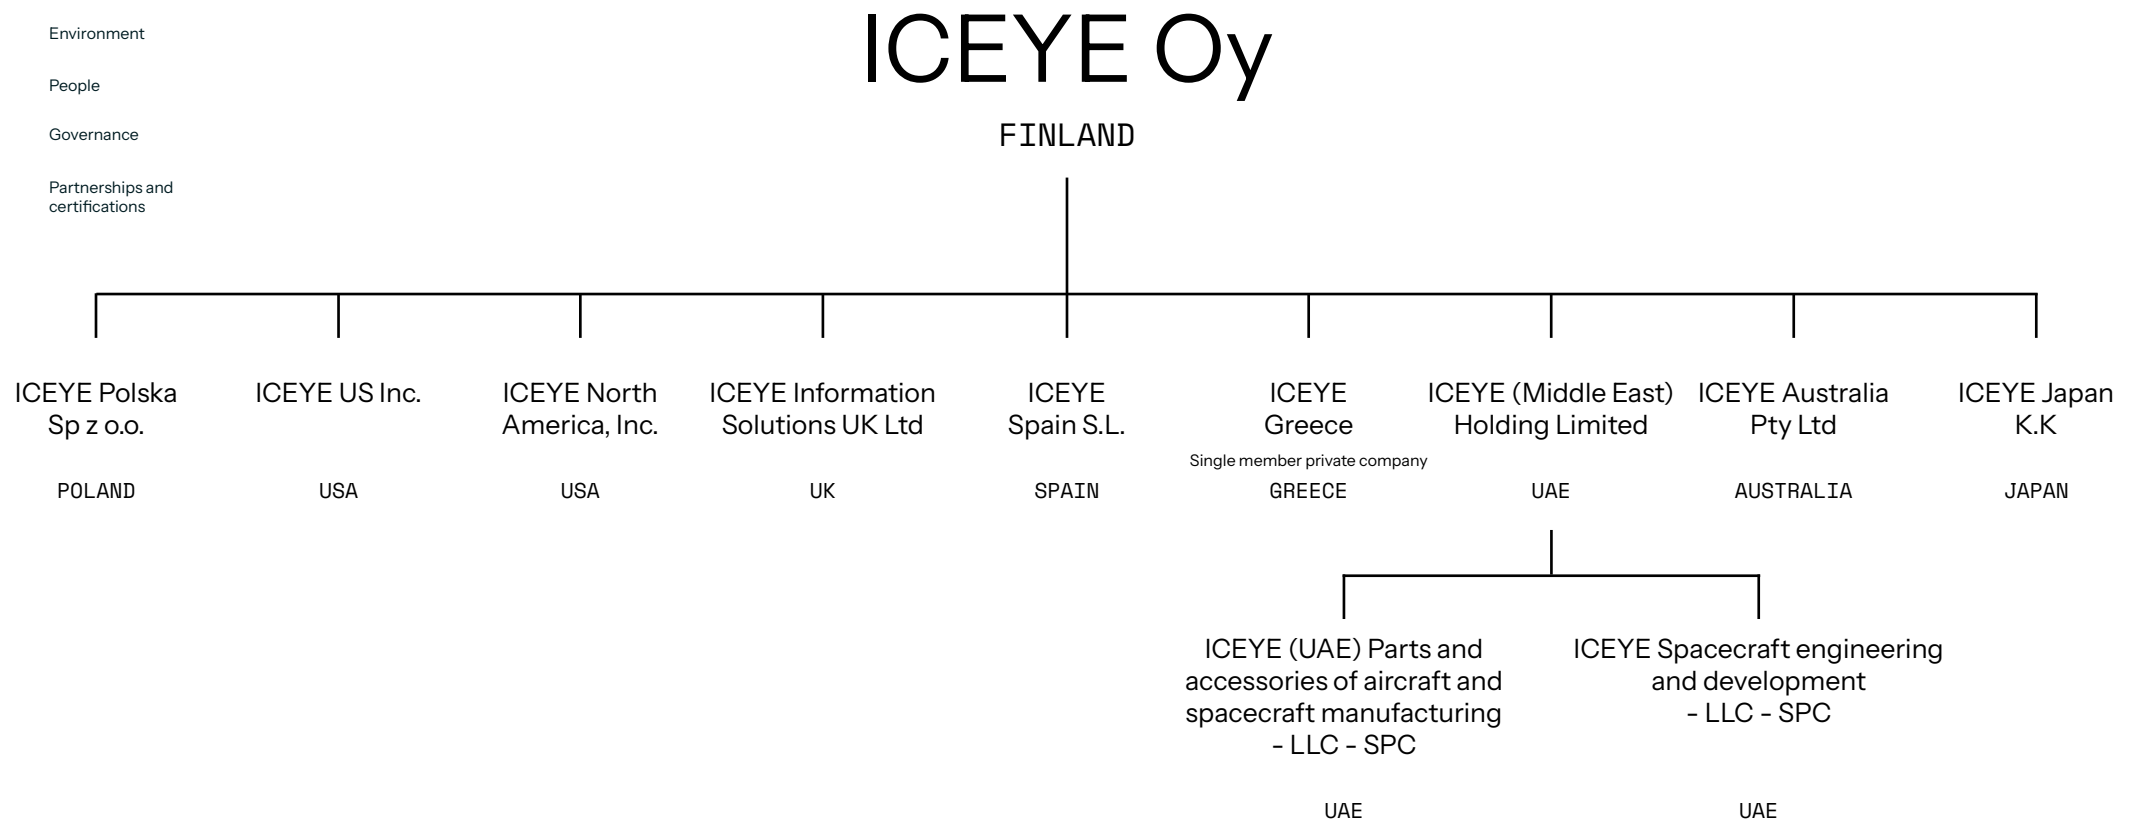 Environment
People
Governance
Partnerships and
certifications
ICEYE Oy
FINLAND
ICEYE Polska
Sp z o.o.
POLAND
ICEYE US Inc.
USA
ICEYE North
America, Inc.
USA
ICEYE Information
Solutions UK Ltd
UK
ICEYE
Spain S.L.
SPAIN
ICEYE
Greece
Single member private company
GREECE
ICEYE (Middle East)
Holding Limited
UAE
ICEYE Australia
Pty Ltd
AUSTRALIA
ICEYE Japan
K.K
JAPAN
ICEYE (UAE) Parts and
accessories of aircraft and
spacecraft manufacturing
- LLC - SPC
UAE
ICEYE Spacecraft engineering
and development
- LLC - SPC
UAE